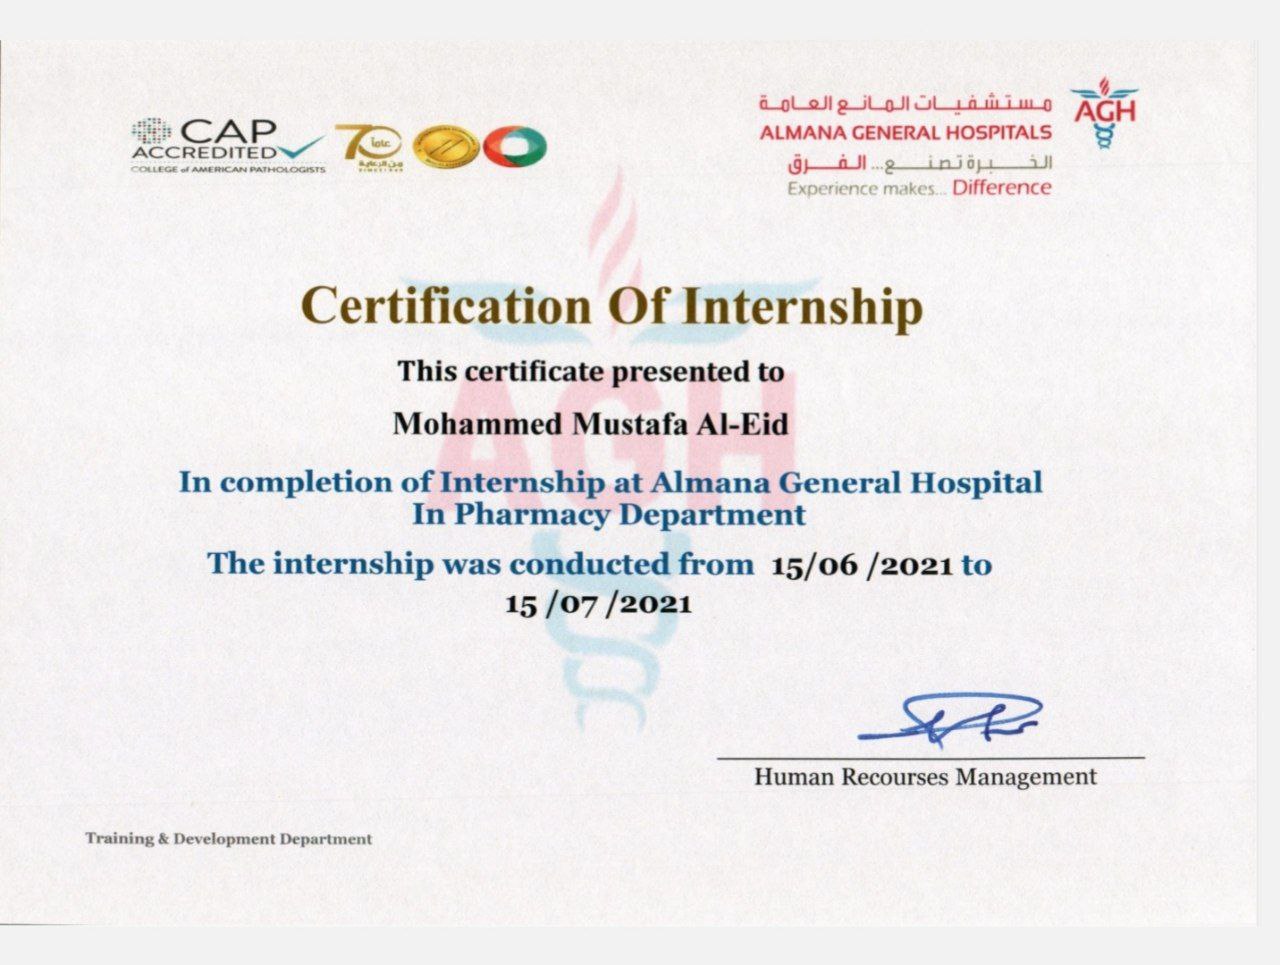 CAP
ACCREDITED
COLLEGE of AMERICAN PATHOLOGISTS
70
عاماً
من الرعاية
مستشفيات المانع العامة
ALMANA GENERAL HOSPITALS
الخبرة تصنع... الفرق
Experience makes... Difference
AGH
Certification Of Internship
This certificate presented to
Mohammed Mustafa Al-Eid
In completion of Internship at Almana General Hospital
In Pharmacy Department
The internship was conducted from 15/06 /2021 to
15 /07 /2021
Human Recourses Management
Training & Development Department
AGH